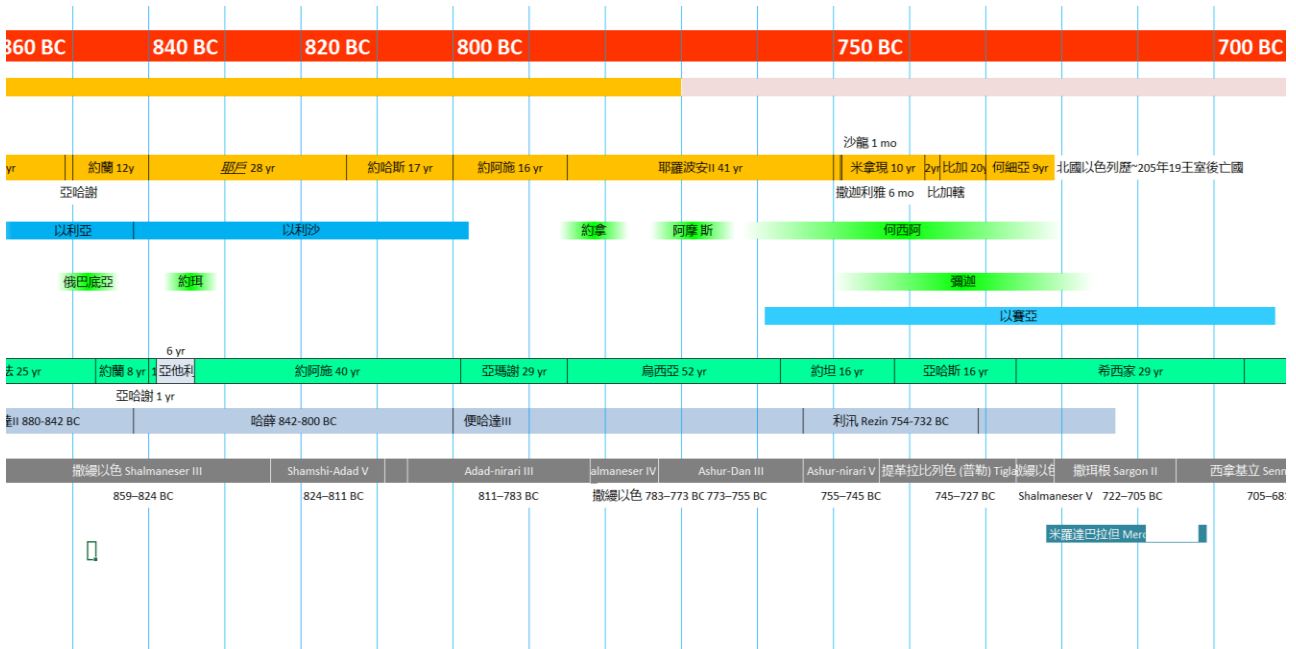 360 BC 840 BC 820 BC 800 BC 750 BC 700 BC
沙龍 1 mo
yr 約蘭 12y 耶戶 28 yr 約哈斯 17 yr 約阿施 16 yr 耶羅波安II 41 yr 米拿現 10 yr 2yr 比加 20y 何細亞 9yr 北國以色列歷~205年19王室後亡國
亞哈謝 撒迦利雅 6 mo 比加轄
以利亞 以利沙 約拿 阿摩斯 何西阿
俄巴底亞 約珥 彌迦
以賽亞
6 yr
法 25 yr 約蘭 8 yr 1 亞他利 約阿施 40 yr 亞瑪謝 29 yr 烏西亞 52 yr 約坦 16 yr 亞哈斯 16 yr 希西家 29 yr
亞哈謝 1 yr
達II 880-842 BC 哈薛 842-800 BC 便哈達III 利汛 Rezin 754-732 BC
撒縵以色 Shalmaneser III Shamshi-Adad V Adad-nirari III almaneser IV Ashur-Dan III Ashur-nirari V 提革拉比列色 (普勒) Tigla 撒縵以色 撒珥根 Sargon II 西拿基立 Senn
859–824 BC 824–811 BC 811–783 BC 撒縵以色 783–773 BC 773–755 BC 755–745 BC 745–727 BC Shalmaneser V 722–705 BC 705–681
米羅達巴拉但 Merc